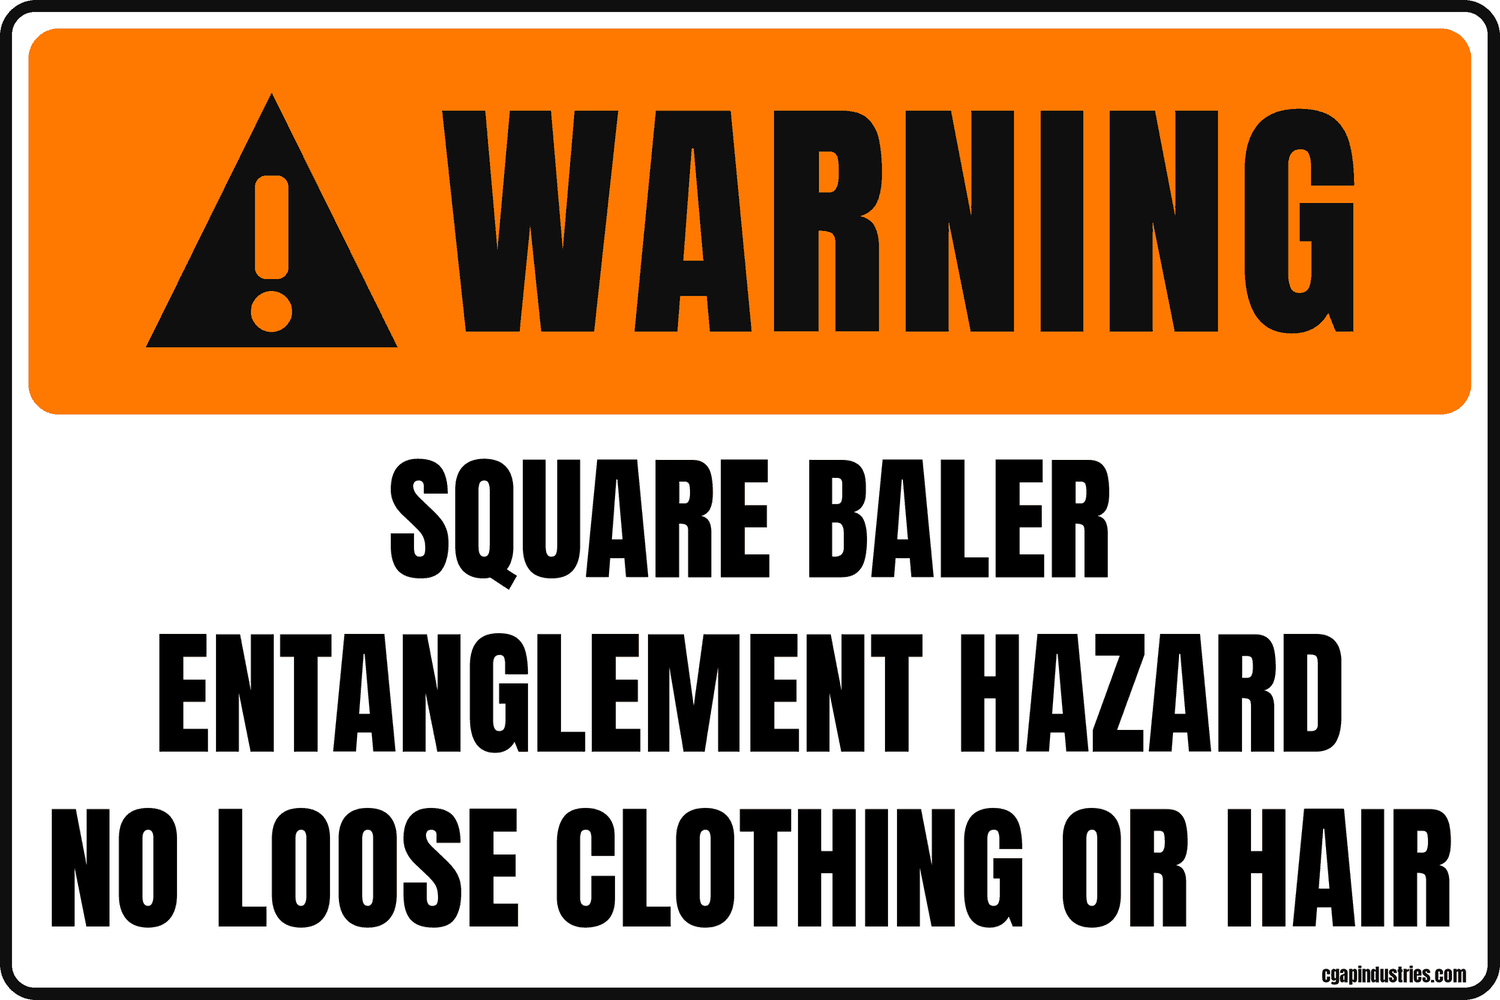 WARNING
SQUARE BALER
ENTANGLEMENT HAZARD
NO LOOSE CLOTHING OR HAIR
cgapindustries.com